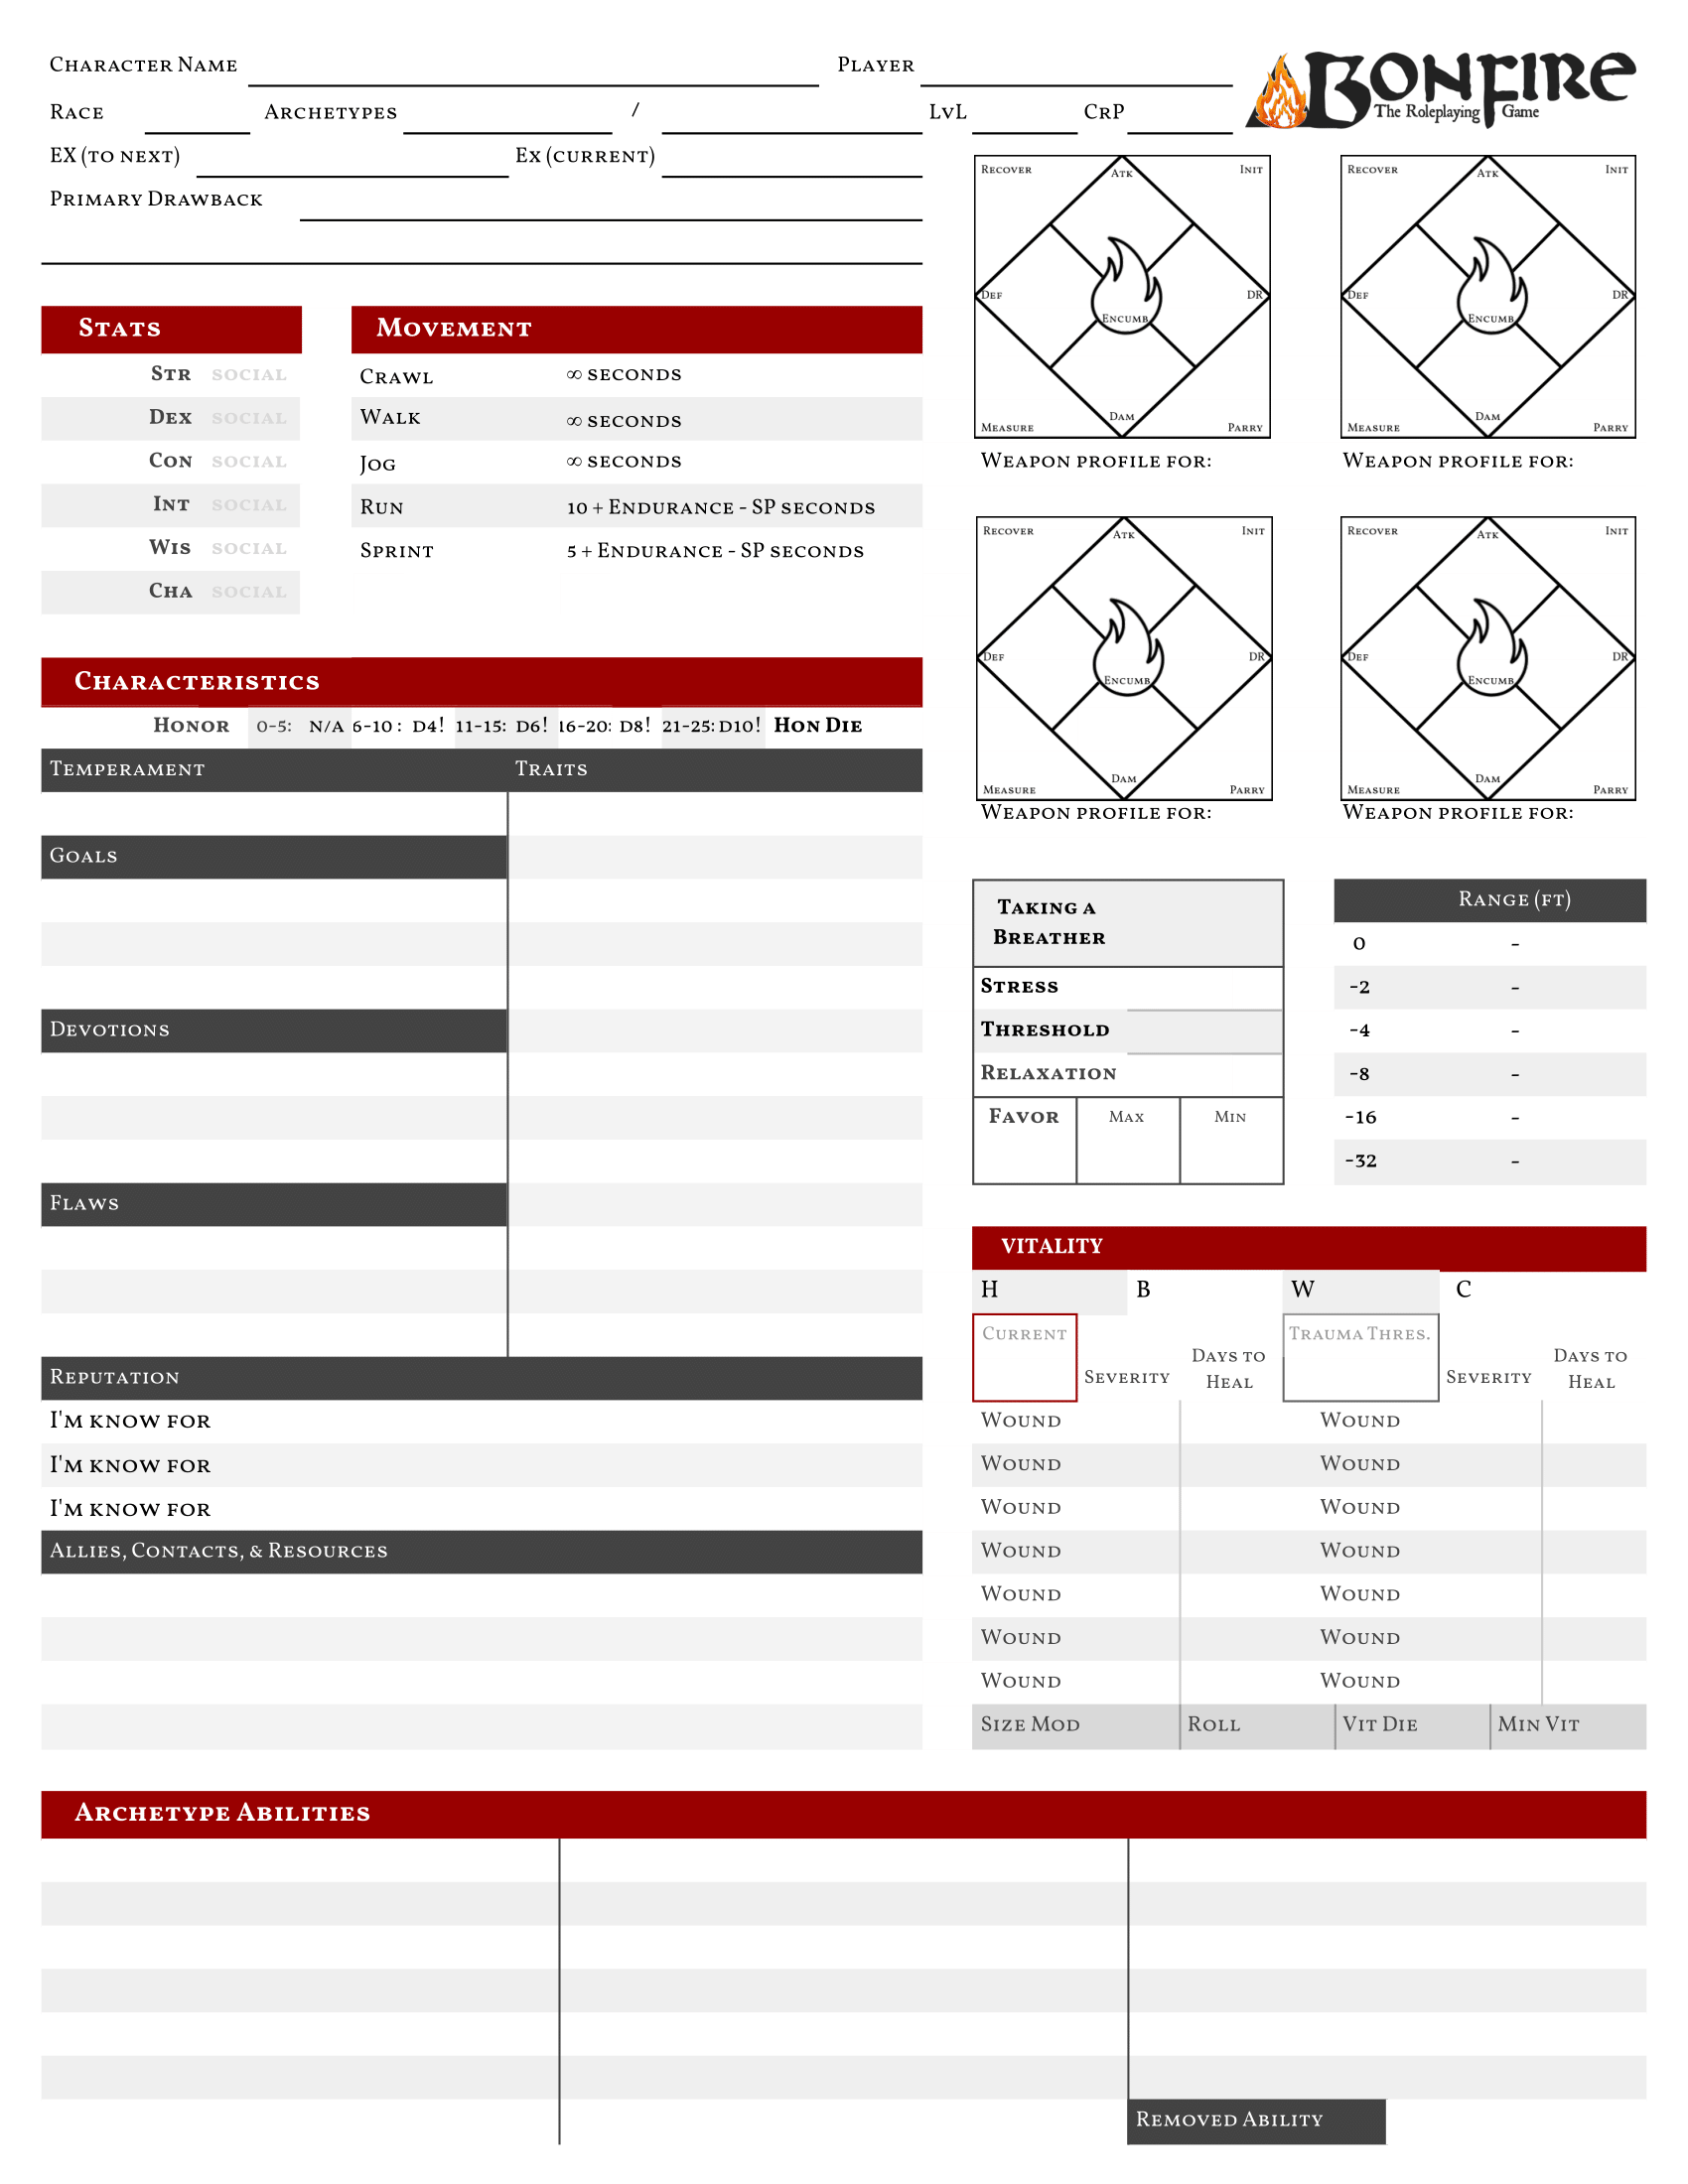 Character Name
Player
Bonfire
The Roleplaying Game
Race
Archetypes
/
LvL
CrP
EX (to next)
Ex (current)
Primary Drawback
Stats
Str social
Dex social
Con social
Int social
Wis social
Cha social
Movement
Crawl ∞ seconds
Walk ∞ seconds
Jog ∞ seconds
Run 10 + Endurance - SP seconds
Sprint 5 + Endurance - SP seconds
Characteristics
Honor 0-5: N/A 6-10: D4! 11-15: D6! 16-20: D8! 21-25: D10! Hon Die
Temperament
Traits
Goals
Devotions
Flaws
Reputation
I'm know for
I'm know for
I'm know for
Allies, Contacts, & Resources
Recover Atk Init
Def DR
Encumb
Dam
Measure Parry
Weapon profile for:
Recover Atk Init
Def DR
Encumb
Dam
Measure Parry
Weapon profile for:
Recover Atk Init
Def DR
Encumb
Dam
Measure Parry
Weapon profile for:
Recover Atk Init
Def DR
Encumb
Dam
Measure Parry
Weapon profile for:
Taking a
Breather
Stress
Threshold
Relaxation
Favor Max Min
Range (ft)
0 -
-2 -
-4 -
-8 -
-16 -
-32 -
VITALITY
H B W C
Current
Severity
Days to
Heal
Trauma Thres.
Severity
Days to
Heal
Wound Wound
Wound Wound
Wound Wound
Wound Wound
Wound Wound
Wound Wound
Wound Wound
Size Mod Roll Vit Die Min Vit
Archetype Abilities
Removed Ability